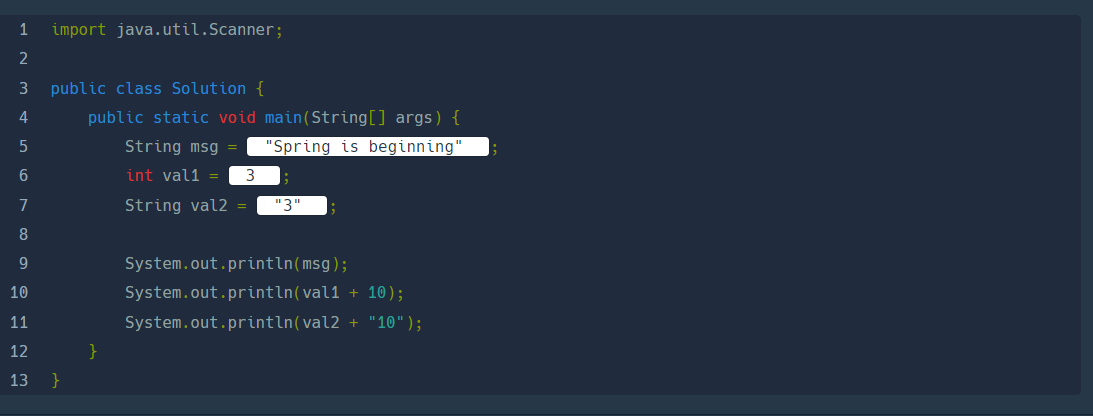 1 import java.util.Scanner;
2
3 public class Solution {
4 public static void main(String[] args) {
5 String msg = "Spring is beginning" ;
6 int val1 = 3 ;
7 String val2 = "3" ;
8
9 System.out.println(msg);
10 System.out.println(val1 + 10);
11 System.out.println(val2 + "10");
12 }
13 }